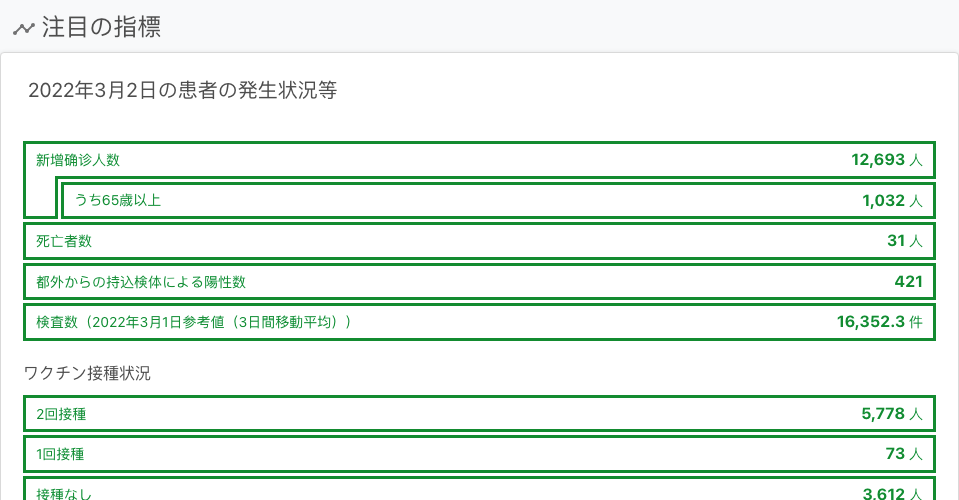 注目の指標
2022年3月2日の患者の発生状況等
新增确诊人数 12,693 人
うち65歳以上 1,032 人
死亡者数 31 人
都外からの持込検体による陽性数 421
検査数（2022年3月1日参考値（3日間移動平均）） 16,352.3 件
ワクチン接種状況
2回接種 5,778 人
1回接種 73 人
接種なし 3,612 人